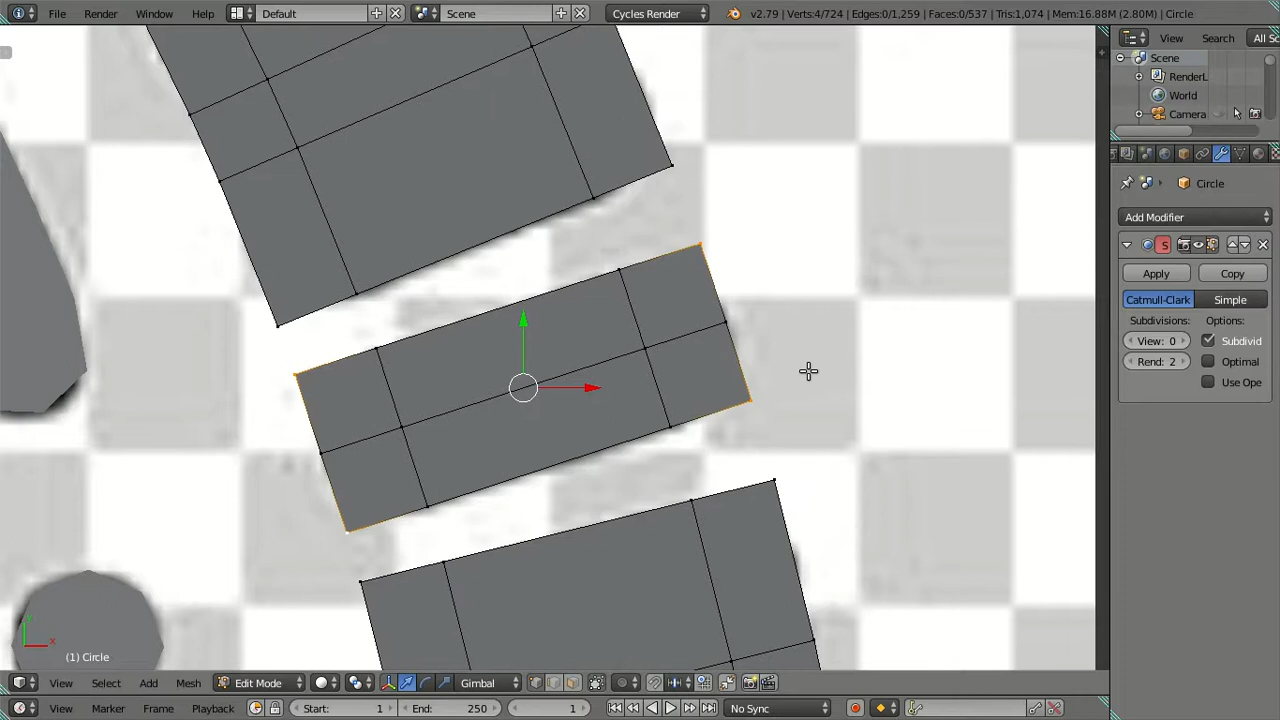 File Render Window Help Default Scene Cycles Render v2.79 | Verts:4/724 | Edges:0/1,259 | Faces:0/537 | Tris:1,074 | Mem:16.88M (2.80M) | Circle
View Search All Sc
Scene
RenderL
World
Camera
Circle
Add Modifier
S
Apply Copy
Catmull-Clark Simple
Subdivisions: Options:
View: 0 Subdivid
Rend: 2 Optimal
Use Ope
y
x
(1) Circle
View Select Add Mesh Edit Mode Gimbal
View Marker Frame Playback Start: 1 End: 250 1 No Sync